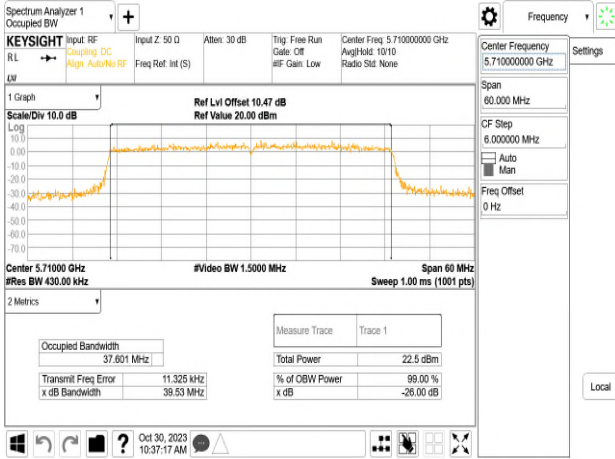 Spectrum Analyzer 1
Occupied BW
Frequency
KEYSIGHT
RL
Input: RF
Coupling: DC
Align: Auto/No RF
Input Z: 50 Ω
Freq Ref: Int (S)
Atten: 30 dB
Trig: Free Run
Gate: Off
#IF Gain: Low
Center Freq: 5.710000000 GHz
Avg|Hold: 10/10
Radio Std: None
Center Frequency
5.710000000 GHz
Settings
Span
60.000 MHz
CF Step
6.000000 MHz
Auto
Man
Freq Offset
0 Hz
1 Graph
Scale/Div 10.0 dB
Ref Lvl Offset 10.47 dB
Ref Value 20.00 dBm
Log
10.0
0.00
-10.0
-20.0
-30.0
-40.0
-50.0
-60.0
-70.0
Center 5.71000 GHz
#Video BW 1.5000 MHz
Span 60 MHz
#Res BW 430.00 kHz
Sweep 1.00 ms (1001 pts)
2 Metrics
Measure Trace
Trace 1
Occupied Bandwidth
37.601 MHz
Total Power
22.5 dBm
Transmit Freq Error
11.325 kHz
% of OBW Power
99.00 %
x dB Bandwidth
39.53 MHz
x dB
-26.00 dB
Local
?
Oct 30, 2023
10:37:17 AM